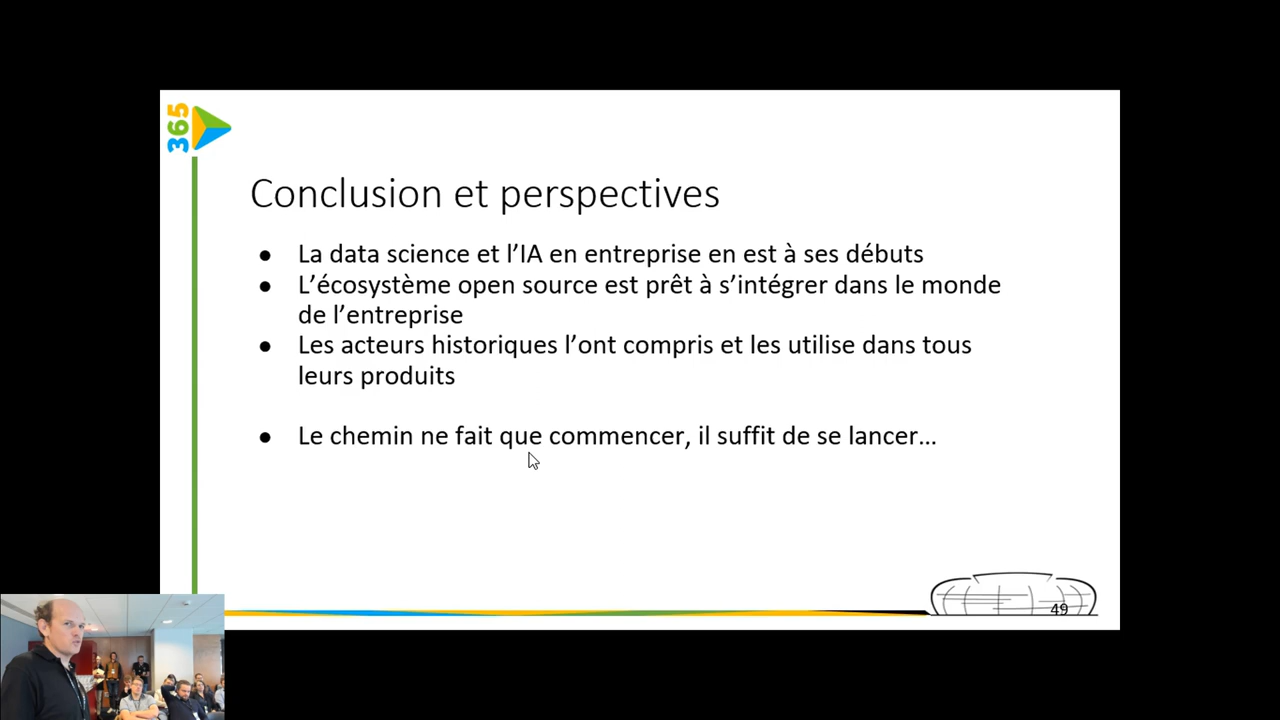 365
Conclusion et perspectives
● La data science et l’IA en entreprise en est à ses débuts
● L’écosystème open source est prêt à s’intégrer dans le monde
de l’entreprise
● Les acteurs historiques l’ont compris et les utilise dans tous
leurs produits
● Le chemin ne fait que commencer, il suffit de se lancer…
49